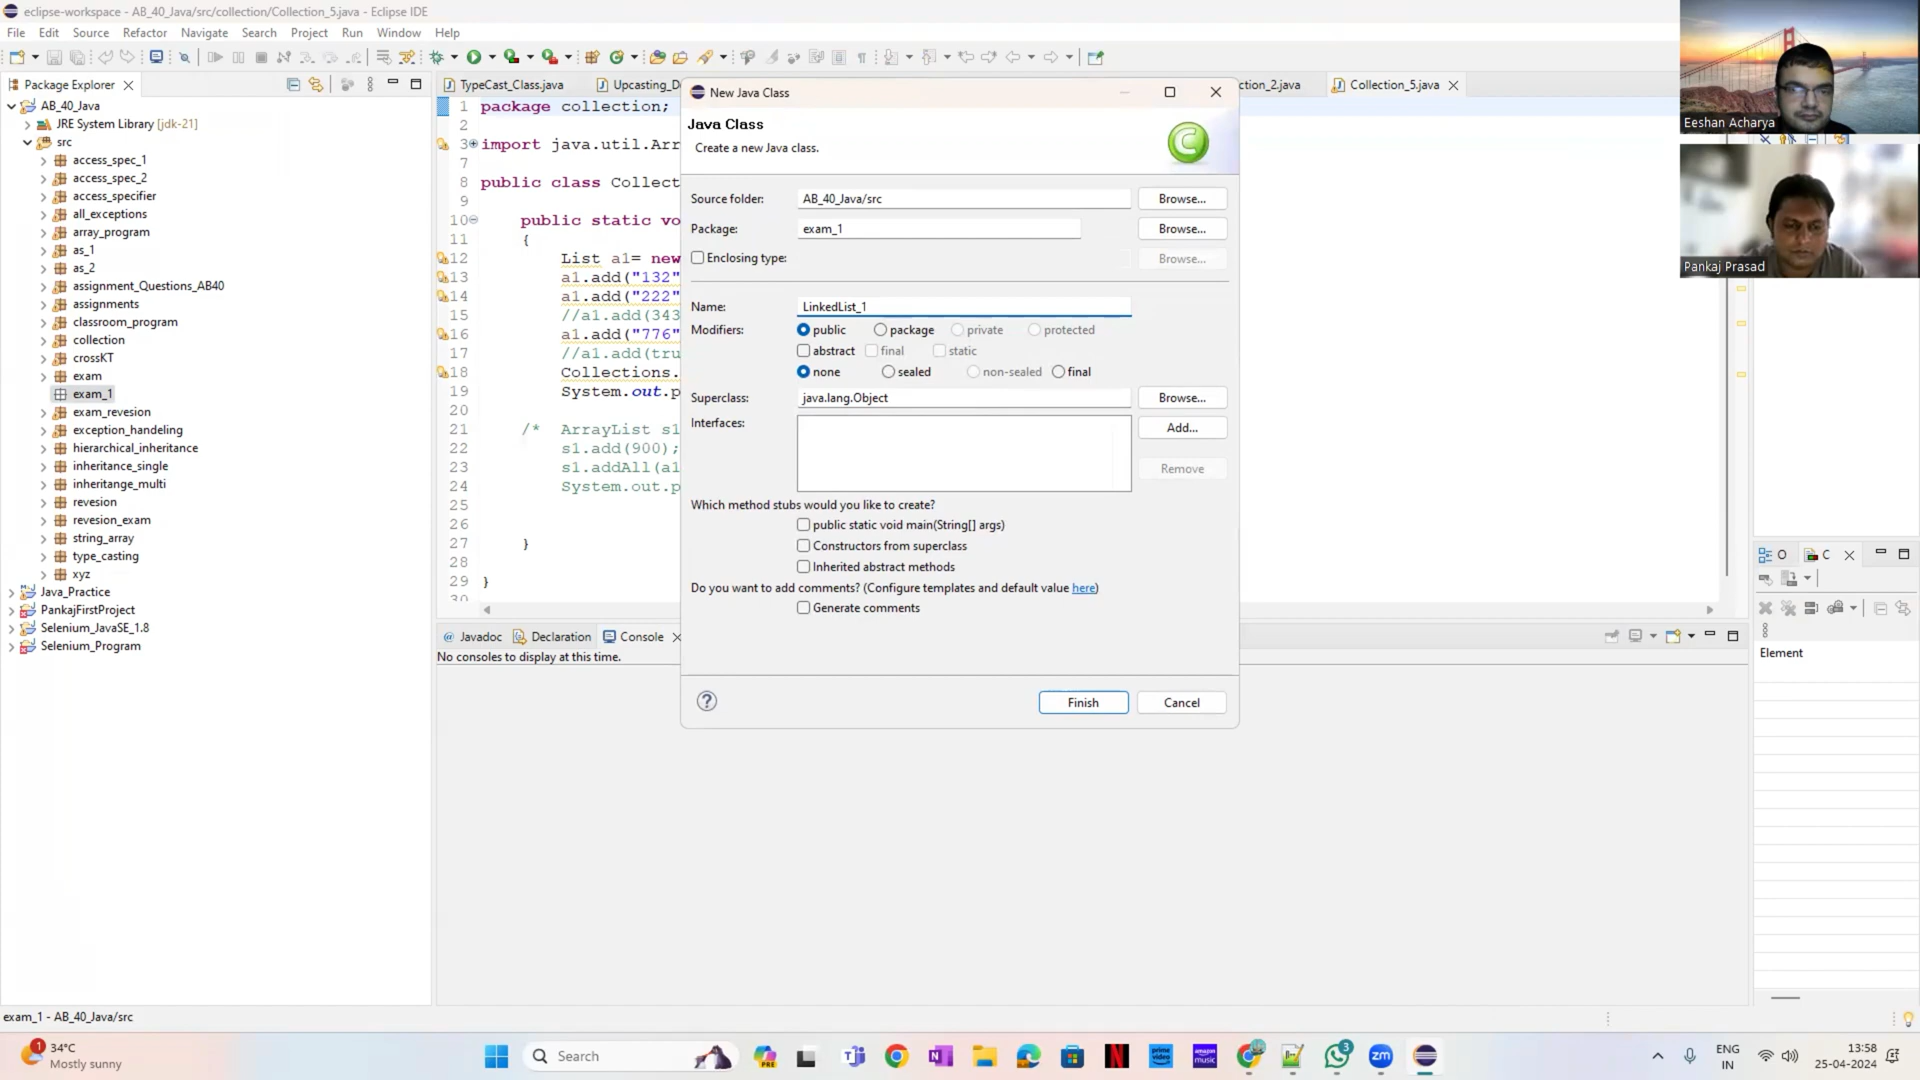 eclipse-workspace - AB_40_Java/src/collection/Collection_5.java - Eclipse IDE
File Edit Source Refactor Navigate Search Project Run Window Help
Package Explorer
AB_40_Java
JRE System Library [jdk-21]
src
access_spec_1
access_spec_2
access_specifier
all_exceptions
array_program
as_1
as_2
assignment_Questions_AB40
assignments
classroom_program
collection
crossKT
exam
exam_1
exam_revesion
exception_handeling
hierarchical_inheritance
inheritance_single
inheritange_multi
revesion
revesion_exam
string_array
type_casting
xyz
Java_Practice
PankajFirstProject
Selenium_JavaSE_1.8
Selenium_Program
TypeCast_Class.java Upcasting_D ction_2.java Collection_5.java
1 package collection;
2
3 import java.util.Arr
7
8 public class Collect
9
10 public static vo
11 {
12 List a1= new
13 a1.add("132"
14 a1.add("222"
15 //a1.add(343
16 a1.add("776"
17 //a1.add(tru
18 Collections.
19 System.out.p
20
21 /* ArrayList s1
22 s1.add(900);
23 s1.addAll(a1
24 System.out.p
25
26
27 }
28
29 }
30
New Java Class
Java Class
Create a new Java class.
Source folder: AB_40_Java/src Browse...
Package: exam_1 Browse...
Enclosing type: Browse...
Name: LinkedList_1
Modifiers: public package private protected
abstract final static
none sealed non-sealed final
Superclass: java.lang.Object Browse...
Interfaces: Add...
Remove
Which method stubs would you like to create?
public static void main(String[] args)
Constructors from superclass
Inherited abstract methods
Do you want to add comments? (Configure templates and default value here)
Generate comments
Finish Cancel
Javadoc Declaration Console
No consoles to display at this time.
Eeshan Acharya
Pankaj Prasad
O C
Element
exam_1 - AB_40_Java/src
1
34°C
Mostly sunny
Search
PRE
prime video
amazon music
3
zm
ENG
IN
13:58
25-04-2024